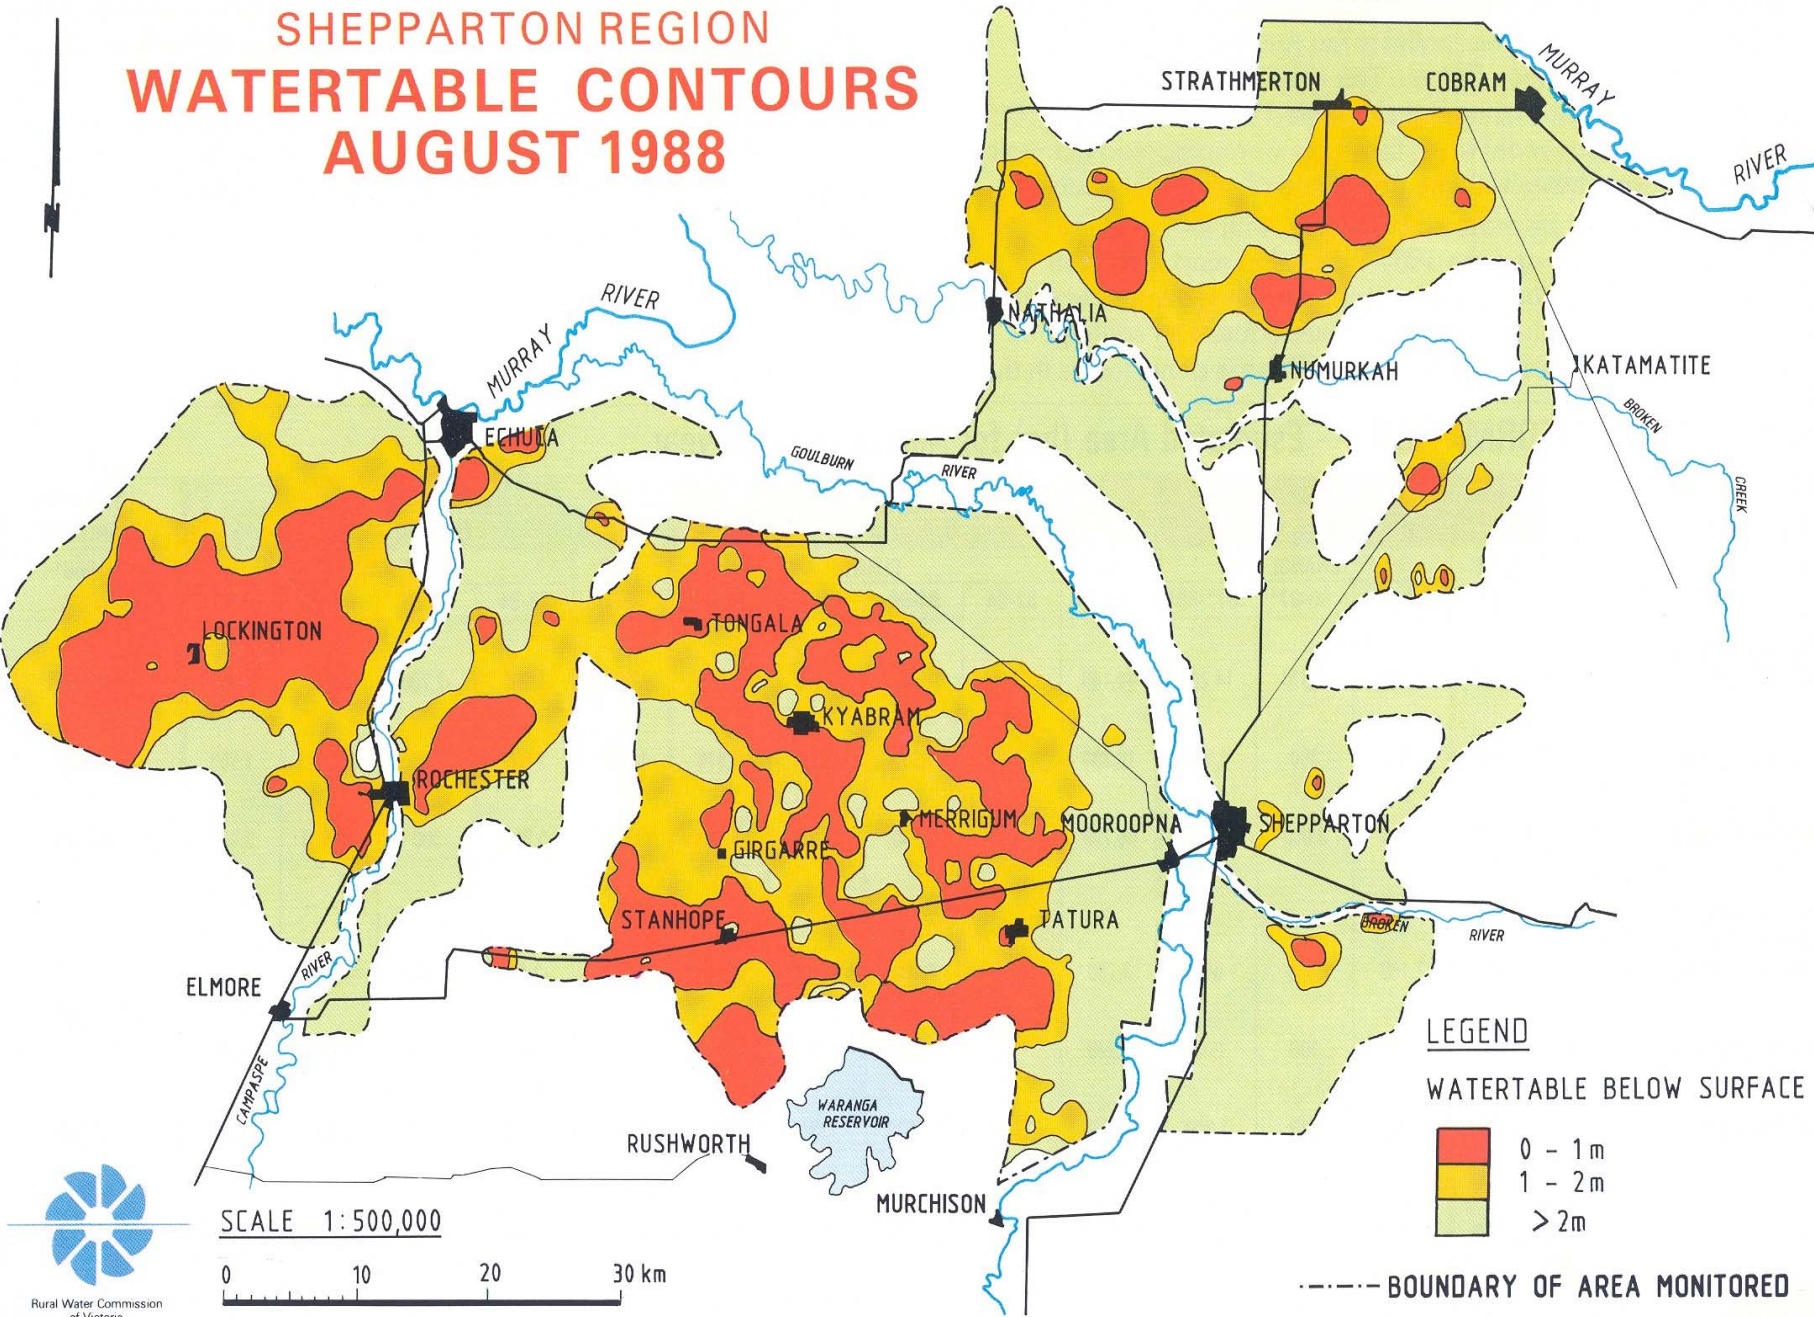 SHEPPARTON REGION
WATERTABLE CONTOURS
AUGUST 1988
STRATHMERTON
COBRAM
MURRAY
RIVER
NATHALIA
NUMURKAH
KATAMATITE
BROKEN
CREEK
MURRAY
RIVER
ECHUCA
GOULBURN
RIVER
LOCKINGTON
TONGALA
KYABRAM
ROCHESTER
MERRIGUM
MOOROOPNA
SHEPPARTON
GIRGARRE
STANHOPE
TATURA
BROKEN
RIVER
ELMORE
RIVER
CAMPASPE
WARANGA
RESERVOIR
RUSHWORTH
MURCHISON
LEGEND
WATERTABLE BELOW SURFACE
0 - 1m
1 - 2m
>2m
BOUNDARY OF AREA MONITORED
SCALE 1:500,000
0 10 20 30 km
N
Rural Water Commission
of Victoria